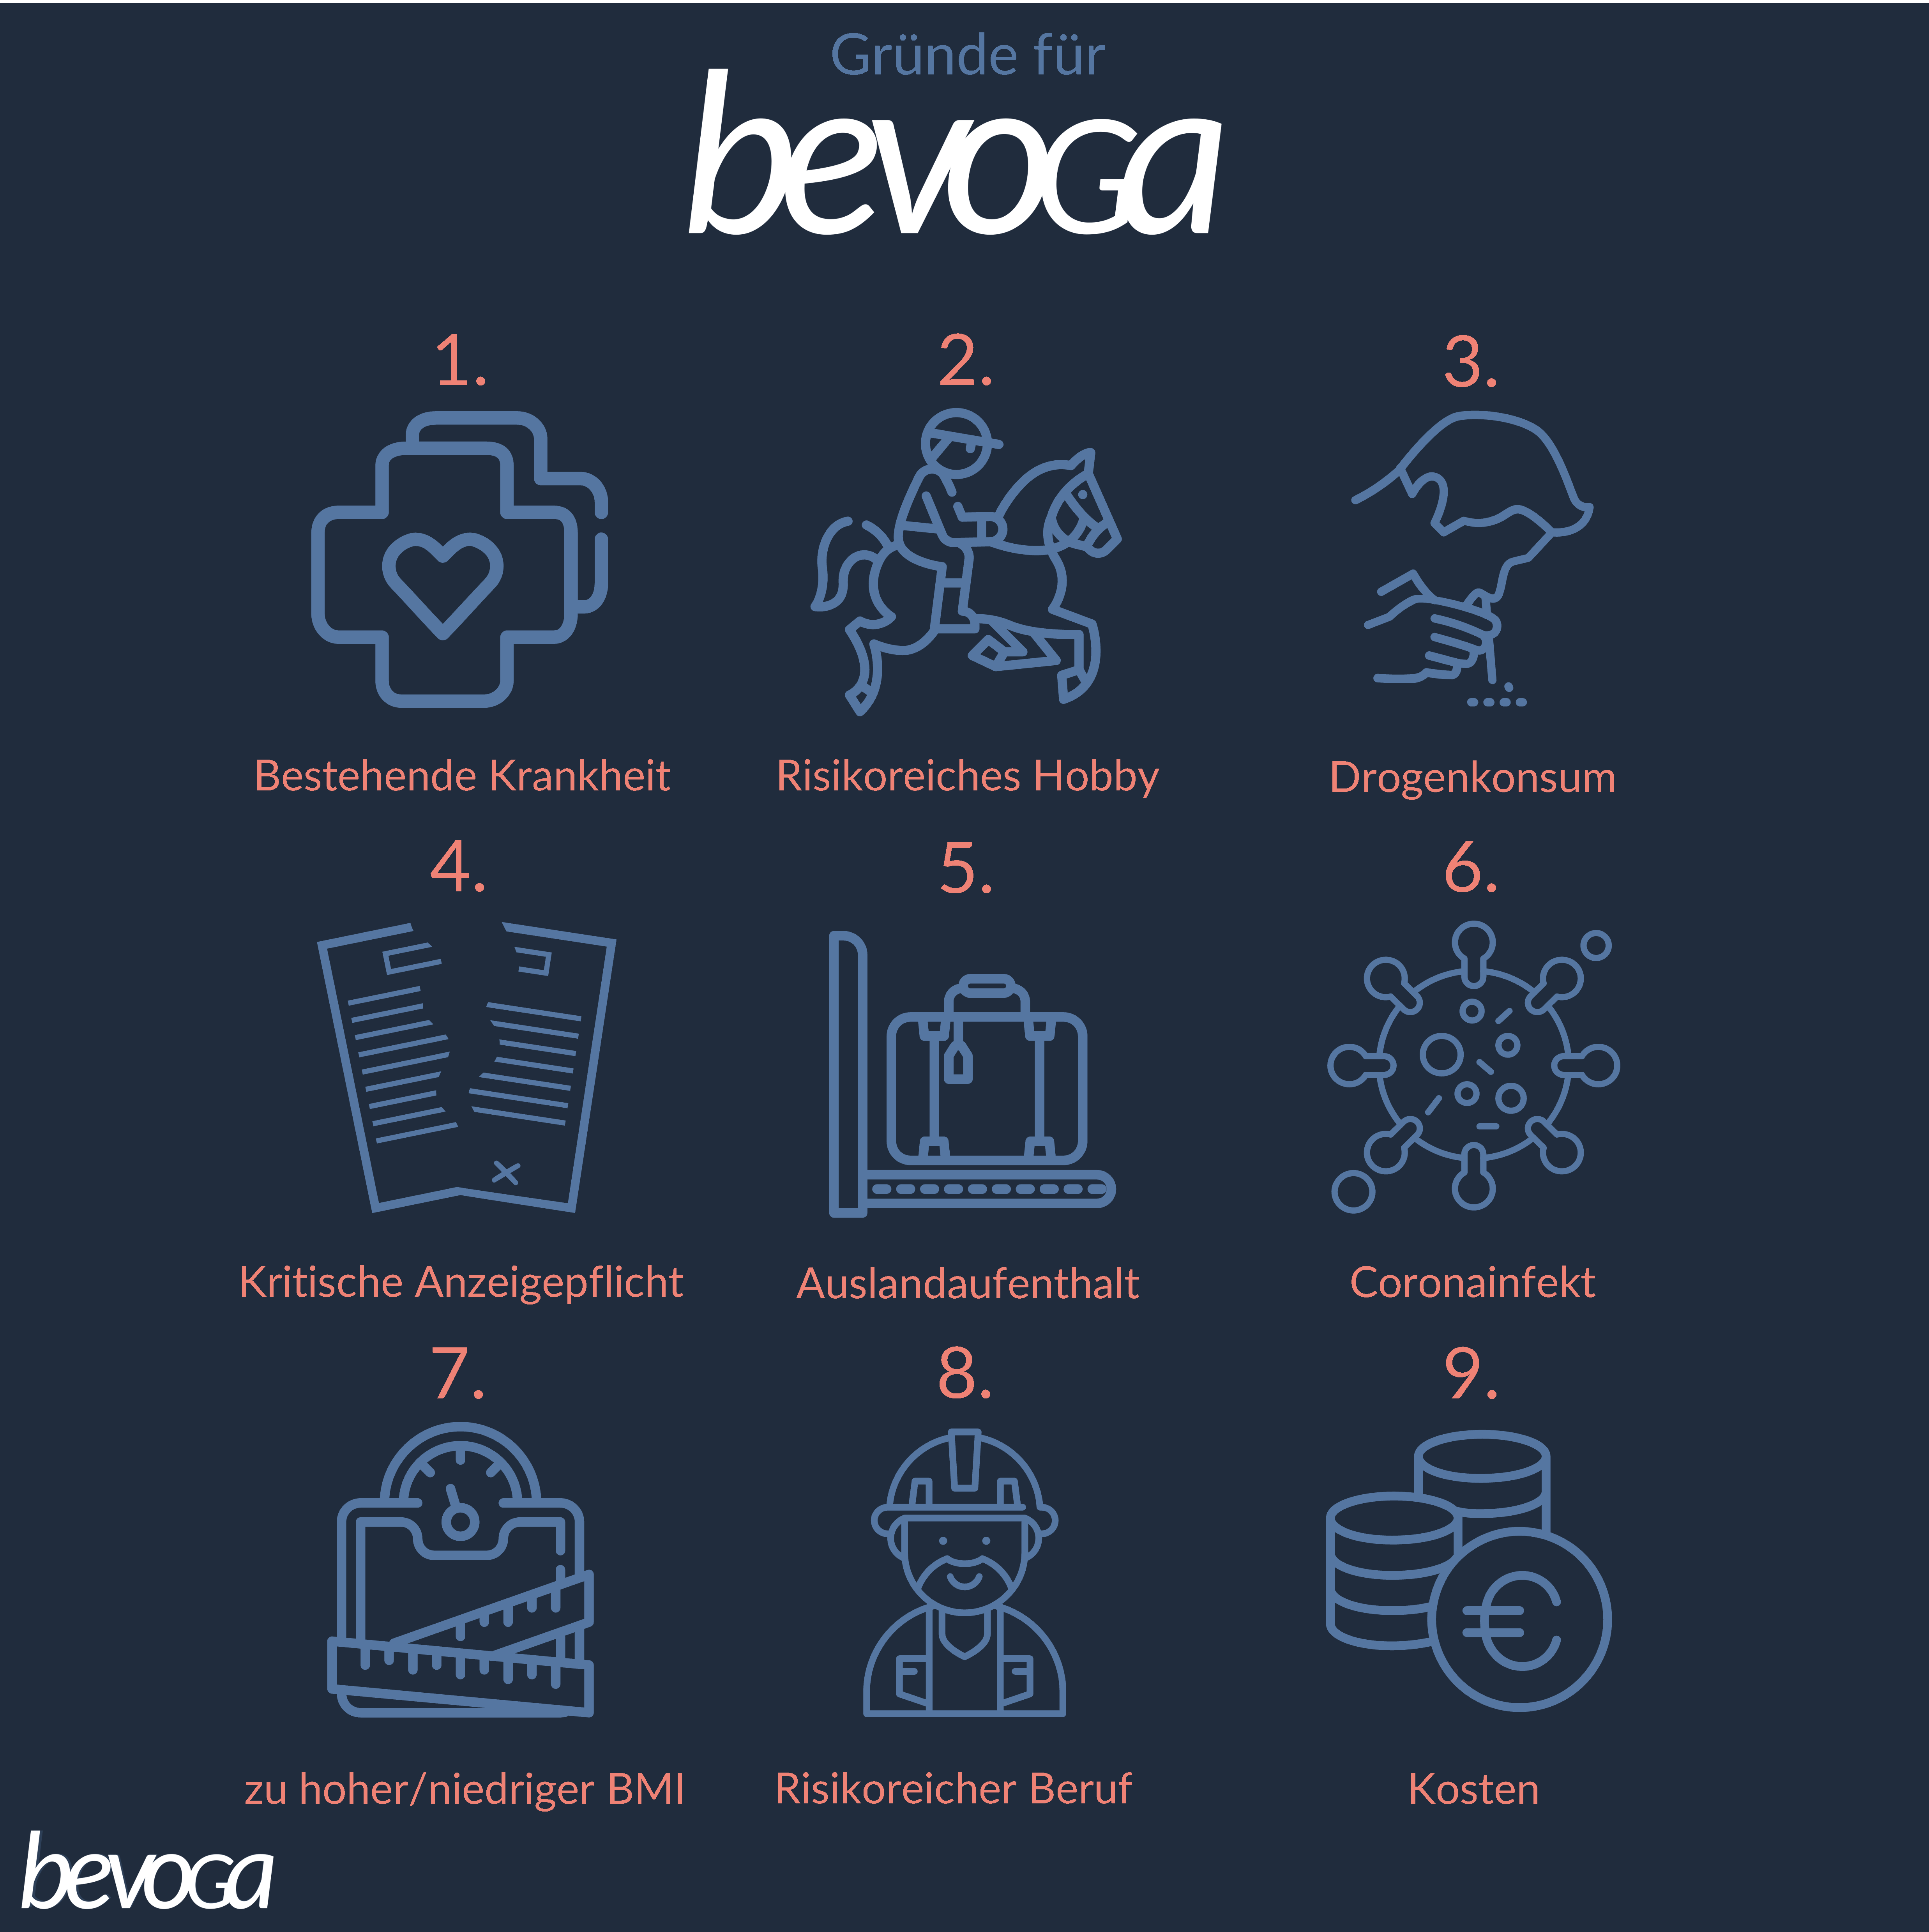 Gründe für
bevoGa
1.
2.
3.
Bestehende Krankheit
Risikoreiches Hobby
Drogenkonsum
4.
5.
6.
Kritische Anzeigepflicht
Auslandaufenthalt
Coronainfekt
7.
8.
9.
€
zu hoher/niedriger BMI
Risikoreicher Beruf
Kosten
bevoGa